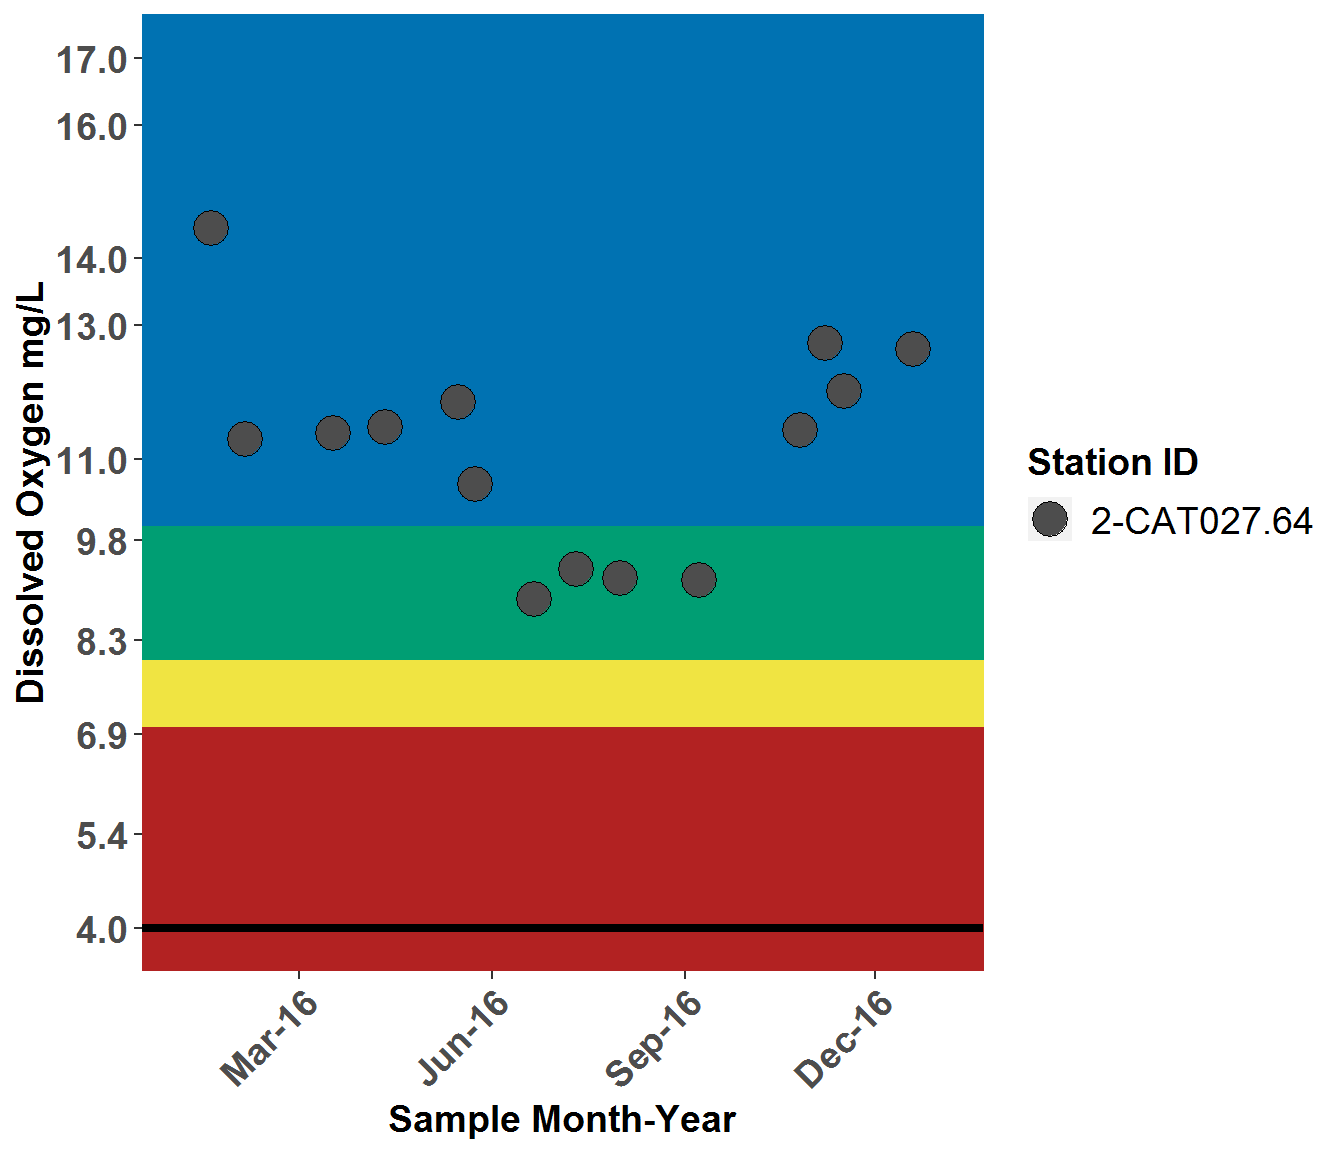 Dissolved Oxygen mg/L
17.0
16.0
14.0
13.0
11.0
9.8
8.3
6.9
5.4
4.0
Mar-16
Jun-16
Sep-16
Dec-16
Sample Month-Year
Station ID
2-CAT027.64